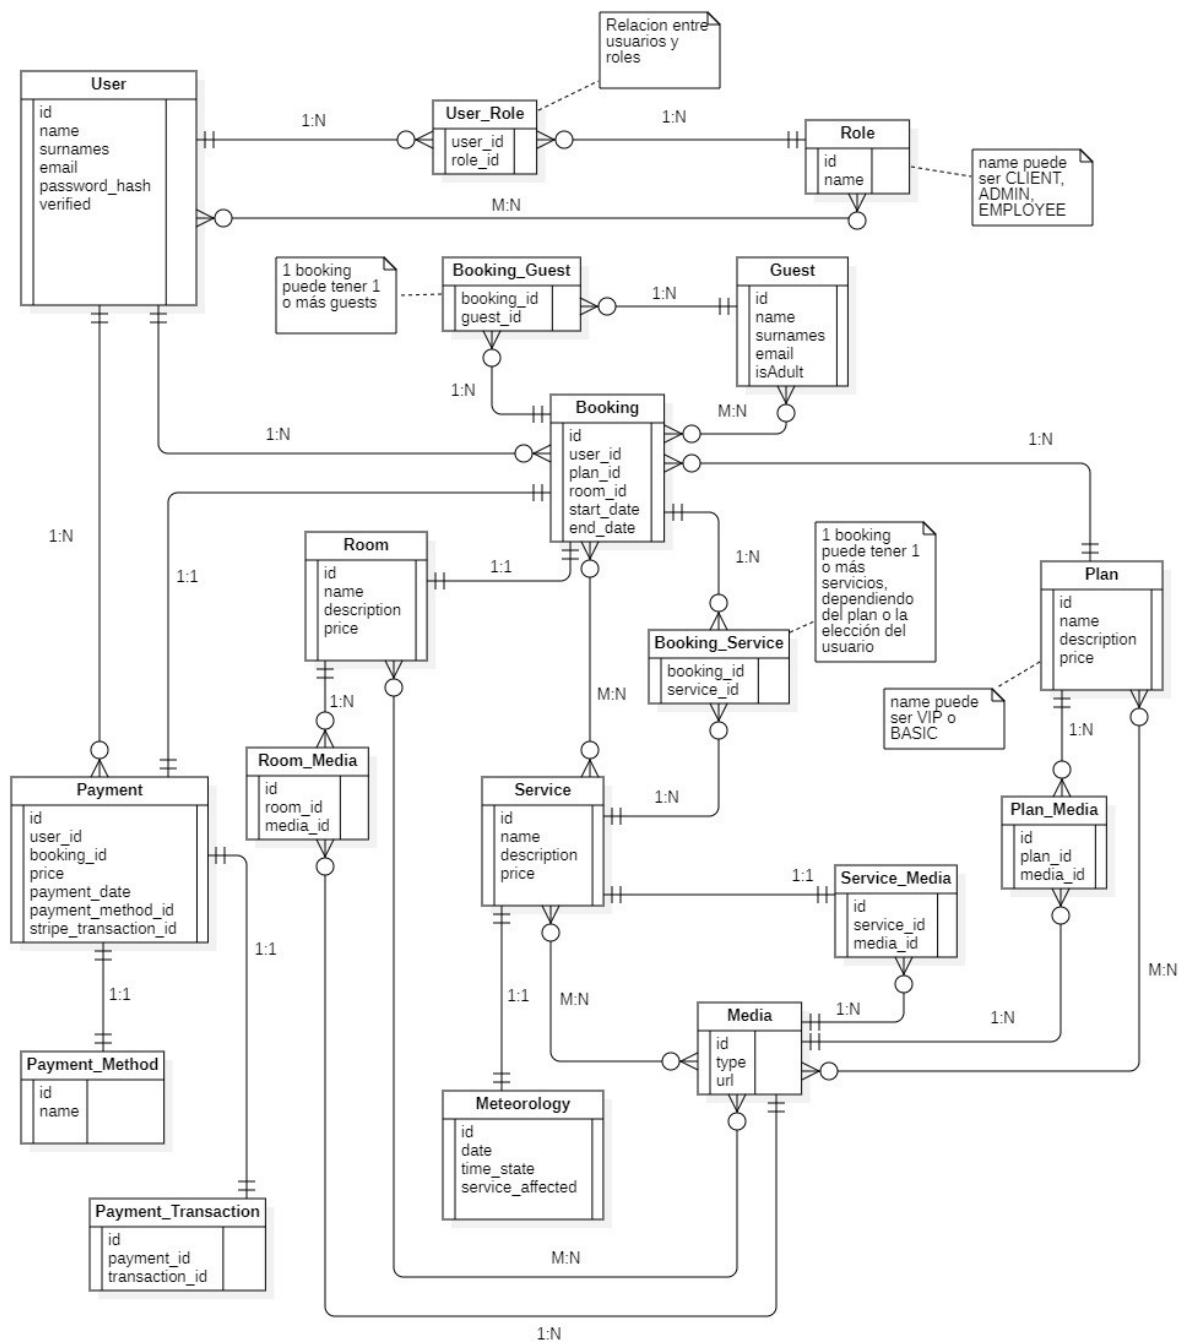 Relacion entre
usuarios y
roles
User
id
name
surnames
email
password_hash
verified
1:N
User_Role
user_id
role_id
1:N
Role
id
name
name puede
ser CLIENT,
ADMIN,
EMPLOYEE
M:N
1 booking
puede tener 1
o más guests
Booking_Guest
booking_id
guest_id
1:N
Guest
id
name
surnames
email
isAdult
1:N
M:N
Booking
id
user_id
plan_id
room_id
start_date
end_date
1:N
1:N
1:N
1:1
Room
id
name
description
price
1:1
1:N
1 booking
puede tener 1
o más
servicios,
dependiendo
del plan o la
elección del
usuario
Plan
id
name
description
price
Booking_Service
booking_id
service_id
M:N
name puede
ser VIP o
BASIC
1:N
1:N
Room_Media
id
room_id
media_id
Payment
id
user_id
booking_id
price
payment_date
payment_method_id
stripe_transaction_id
Service
id
name
description
price
1:N
Plan_Media
id
plan_id
media_id
1:1
Service_Media
id
service_id
media_id
1:1
1:1
1:1
M:N
M:N
1:N
1:N
Media
id
type
url
Payment_Method
id
name
Meteorology
id
date
time_state
service_affected
Payment_Transaction
id
payment_id
transaction_id
M:N
1:N